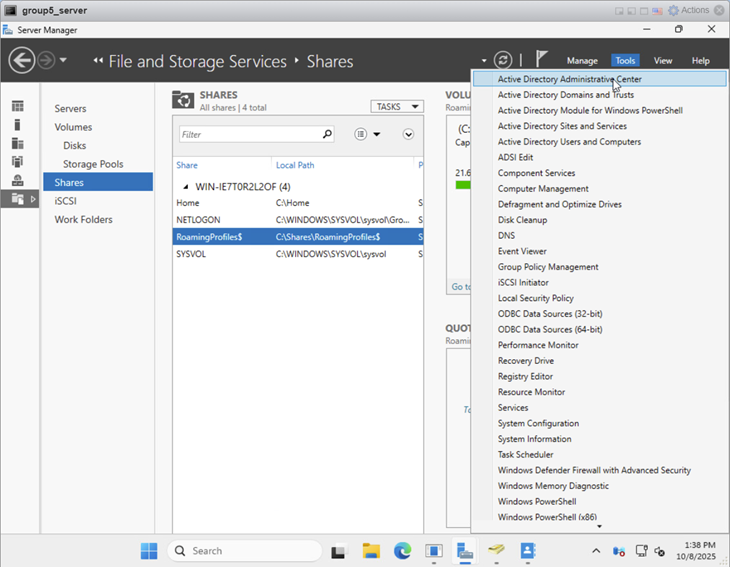 group5_server
Actions
Server Manager
File and Storage Services
Shares
Manage
Tools
View
Help
Servers
Volumes
Disks
Storage Pools
Shares
iSCSI
Work Folders
SHARES
All shares | 4 total
TASKS
Filter
Share
Local Path
P
WIN-IE7T0R2L2OF (4)
Home
C:\Home
S
NETLOGON
C:\WINDOWS\SYSVOL\sysvol\Gro...
S
RoamingProfiles$
C:\Shares\RoamingProfiles$
S
SYSVOL
C:\WINDOWS\SYSVOL\sysvol
S
VOLU
Roamin
(C:
Cap
21.6
Go to
QUOT
Roamin
To
Active Directory Administrative Center
Active Directory Domains and Trusts
Active Directory Module for Windows PowerShell
Active Directory Sites and Services
Active Directory Users and Computers
ADSI Edit
Component Services
Computer Management
Defragment and Optimize Drives
Disk Cleanup
DNS
Event Viewer
Group Policy Management
iSCSI Initiator
Local Security Policy
ODBC Data Sources (32-bit)
ODBC Data Sources (64-bit)
Performance Monitor
Recovery Drive
Registry Editor
Resource Monitor
Services
System Configuration
System Information
Task Scheduler
Windows Defender Firewall with Advanced Security
Windows Memory Diagnostic
Windows PowerShell
Windows PowerShell (x86)
Search
1:38 PM
10/8/2025